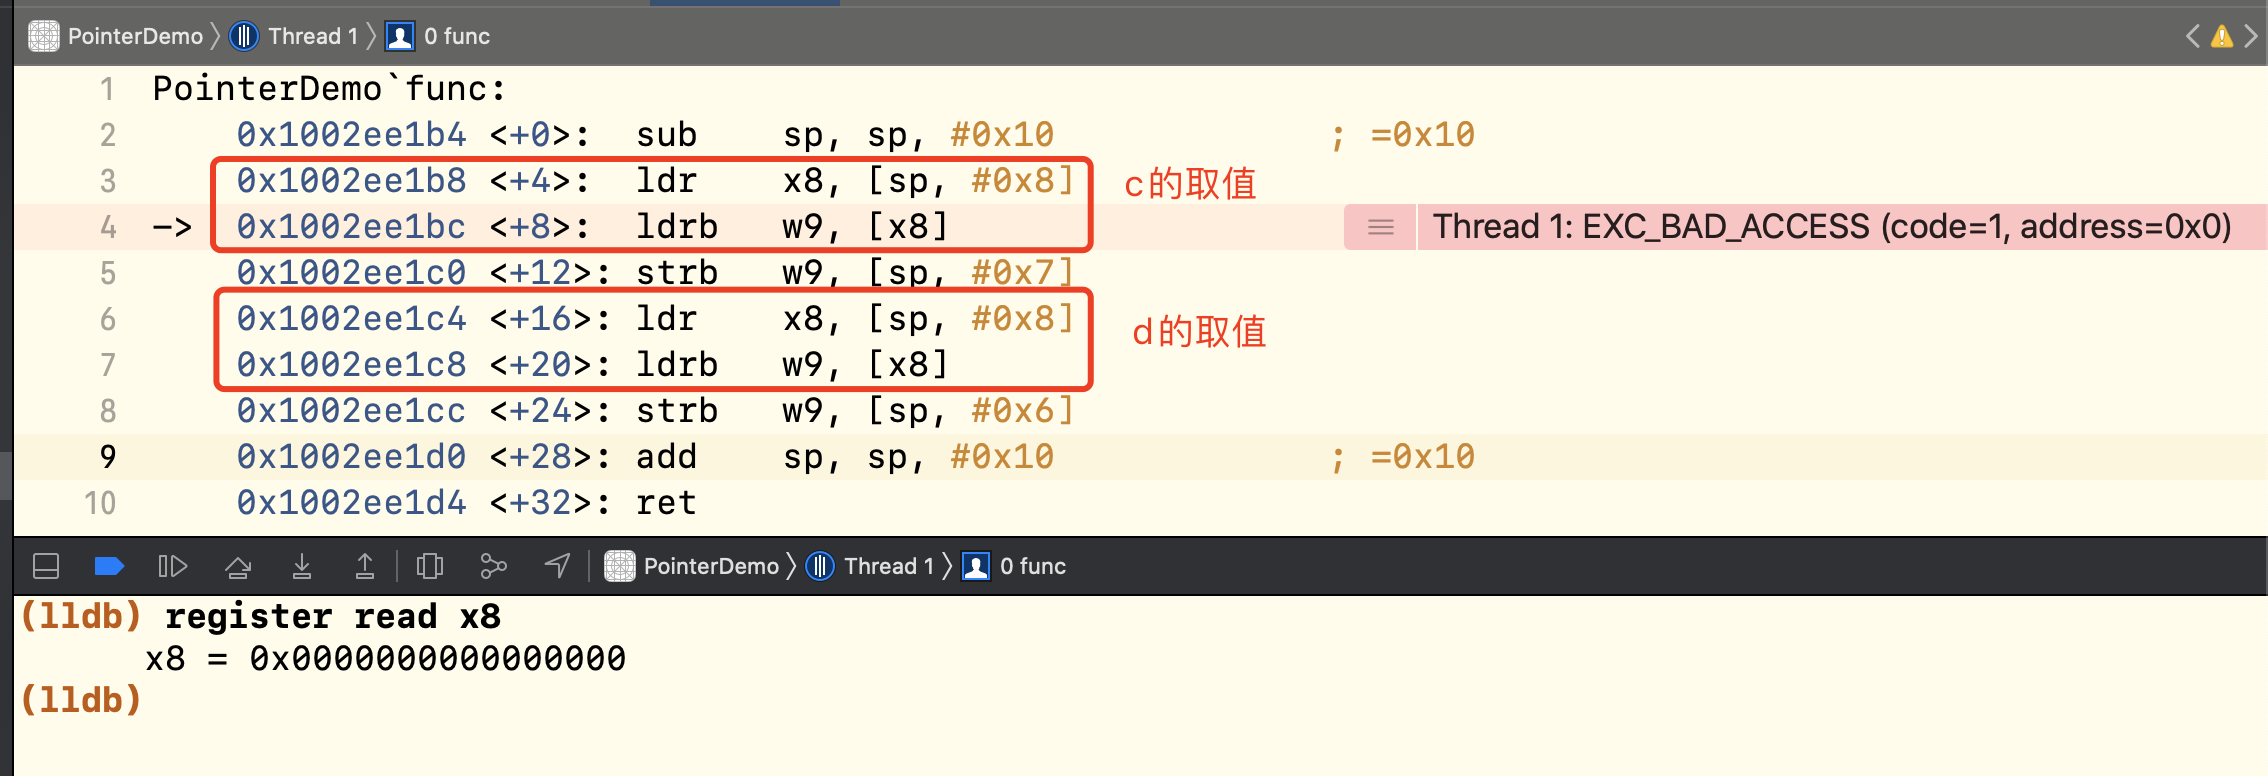 PointerDemo 〉 Thread 1 〉 0 func
1 PointerDemo`func:
2 0x1002ee1b4 <+0>: sub sp, sp, #0x10 ; =0x10
3 0x1002ee1b8 <+4>: ldr x8, [sp, #0x8] c的取值
4 -> 0x1002ee1bc <+8>: ldrb w9, [x8] Thread 1: EXC_BAD_ACCESS (code=1, address=0x0)
5 0x1002ee1c0 <+12>: strb w9, [sp, #0x7]
6 0x1002ee1c4 <+16>: ldr x8, [sp, #0x8] d的取值
7 0x1002ee1c8 <+20>: ldrb w9, [x8]
8 0x1002ee1cc <+24>: strb w9, [sp, #0x6]
9 0x1002ee1d0 <+28>: add sp, sp, #0x10 ; =0x10
10 0x1002ee1d4 <+32>: ret
PointerDemo 〉 Thread 1 〉 0 func
(lldb) register read x8
x8 = 0x0000000000000000
(lldb)